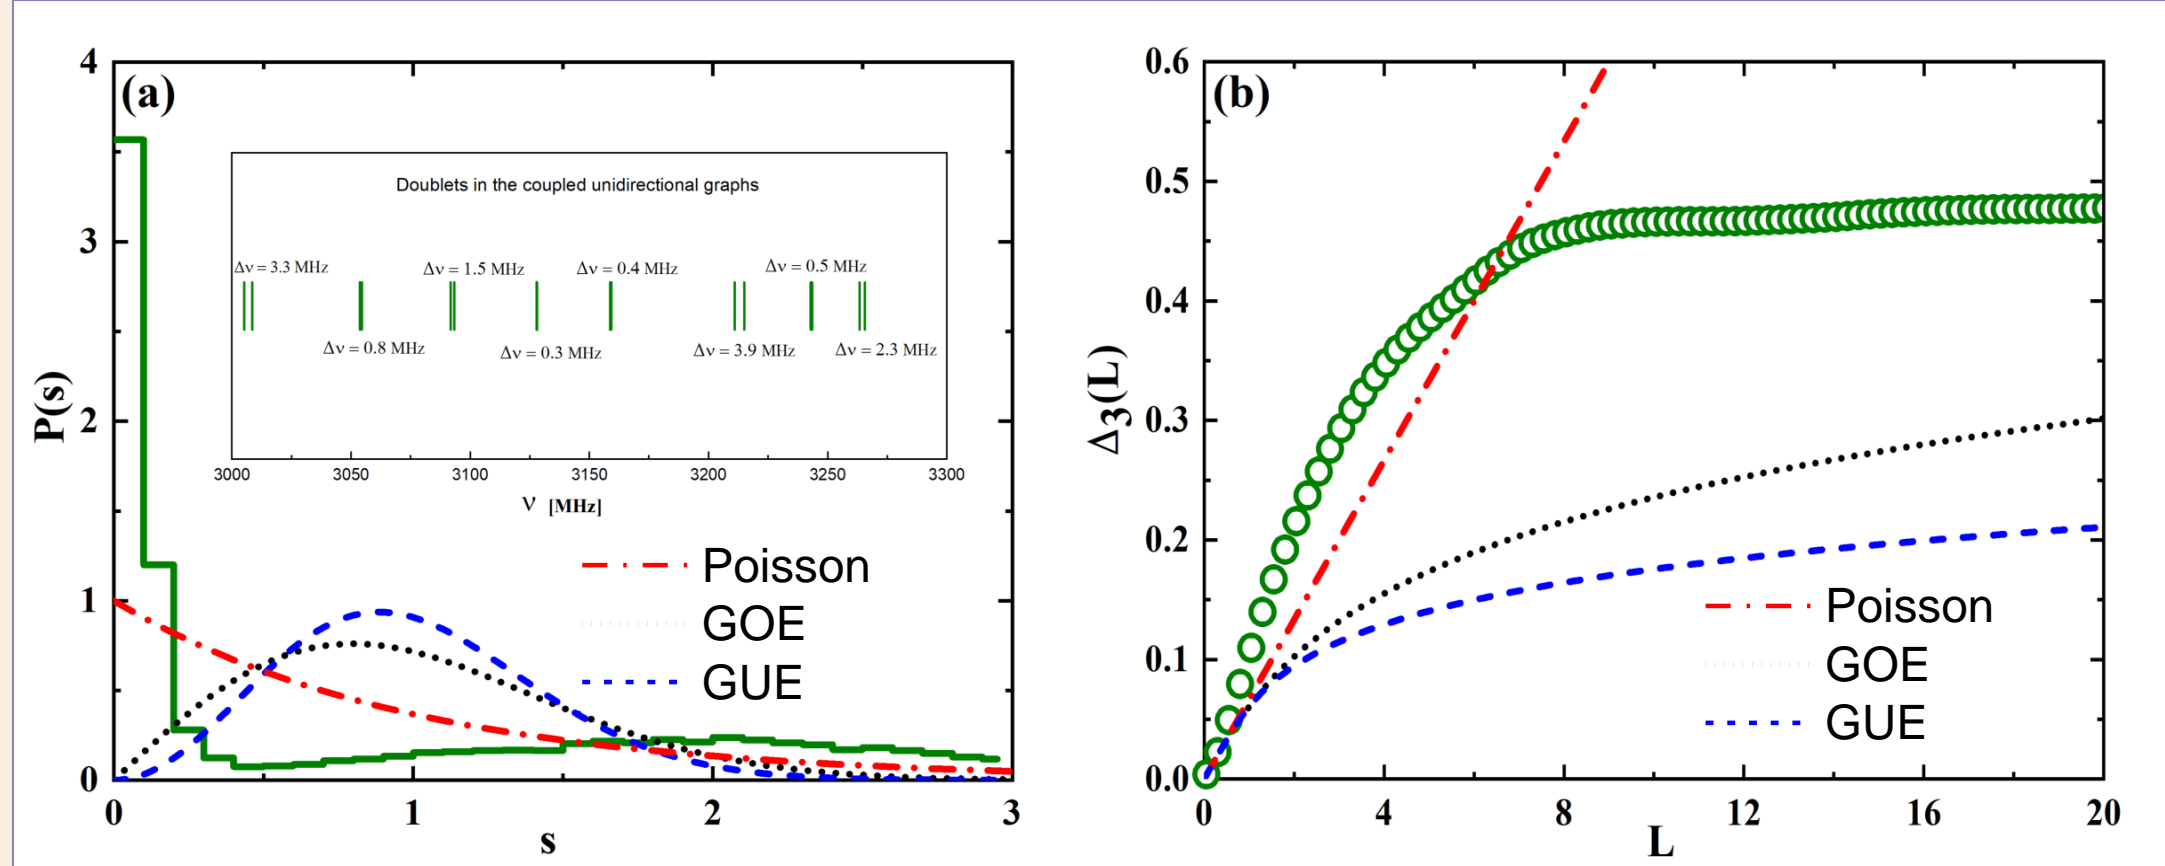 (a)
P(s)
4
3
2
1
0
0 1 2 3
s
Doublets in the coupled unidirectional graphs
Δν = 3.3 MHz
Δν = 1.5 MHz
Δν = 0.4 MHz
Δν = 0.5 MHz
Δν = 0.8 MHz
Δν = 0.3 MHz
Δν = 3.9 MHz
Δν = 2.3 MHz
3000 3050 3100 3150 3200 3250 3300
ν [MHz]
Poisson
GOE
GUE
(b)
Δ3(L)
0.6
0.5
0.4
0.3
0.2
0.1
0.0
0 4 8 12 16 20
L
Poisson
GOE
GUE